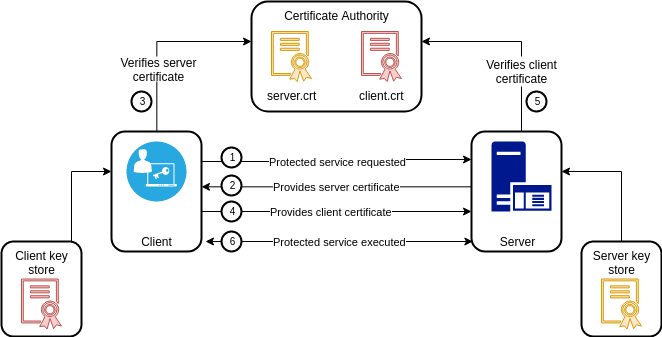 Certificate Authority
server.crt
client.crt
Verifies server
certificate
3
Verifies client
certificate
5
1
Protected service requested
2
Provides server certificate
4
Provides client certificate
6
Protected service executed
Client
Server
Client key
store
Server key
store